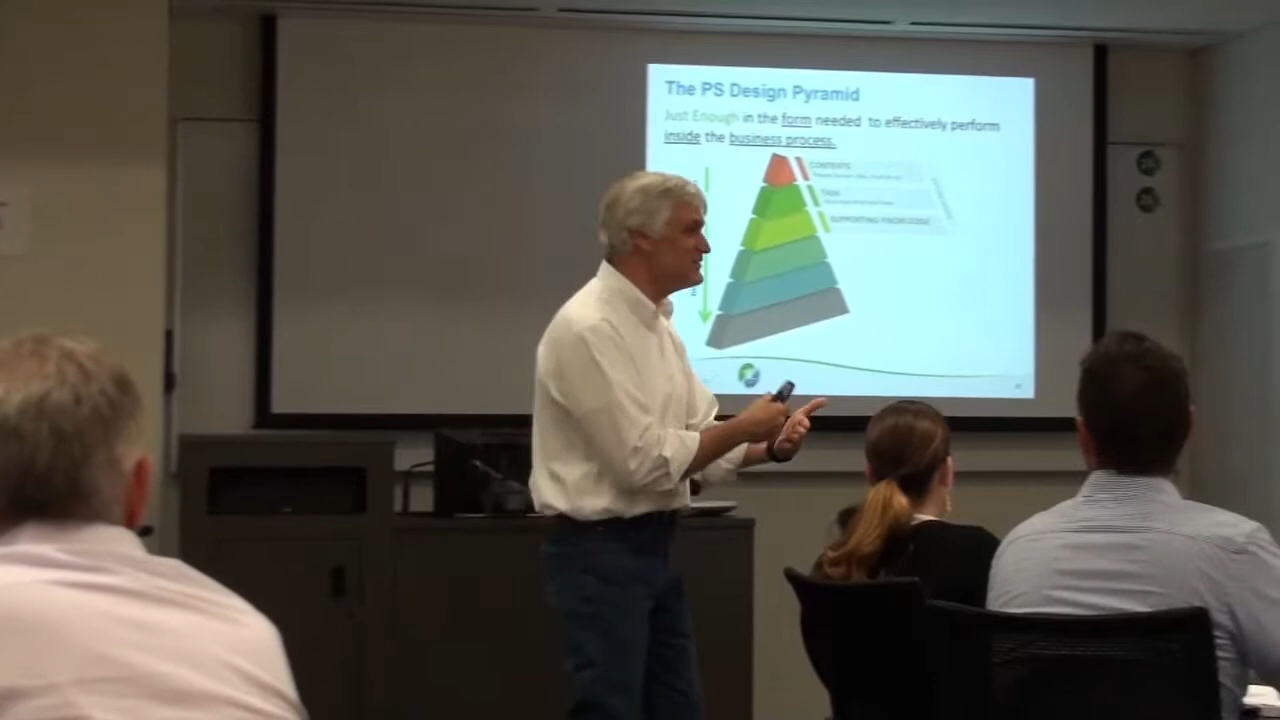 The PS Design Pyramid
Just Enough in the form needed to effectively perform
inside the business process.
CONTEXTS
TASK
SUPPORTING KNOWLEDGE